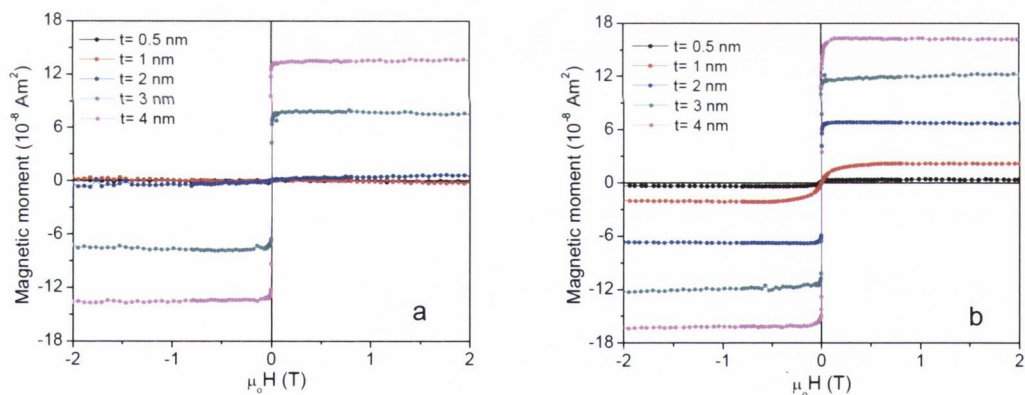 18
12
6
0
-6
-12
-18
Magnetic moment (10⁻⁸ Am²)
t= 0.5 nm
t= 1 nm
t= 2 nm
t= 3 nm
t= 4 nm
a
-2
-1
0
1
2
μₒH (T)
18
12
6
0
-6
-12
-18
Magnetic moment (10⁻⁸ Am²)
t= 0.5 nm
t= 1 nm
t= 2 nm
t= 3 nm
t= 4 nm
b
-2
-1
0
1
2
μₒH (T)